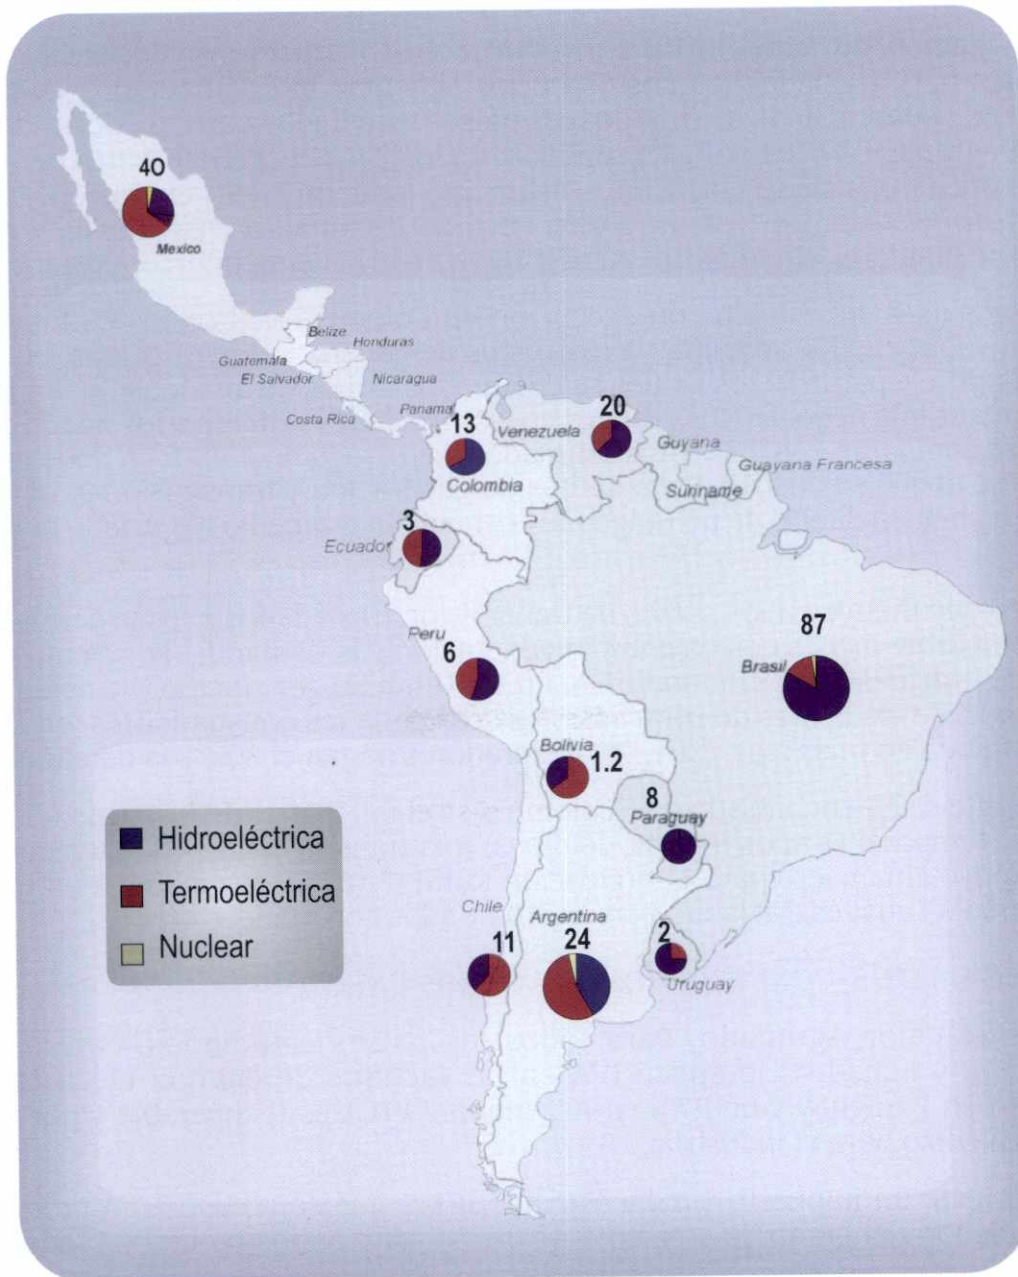 40
Mexico
Belize
Honduras
Guatemala
El Salvador
Nicaragua
Costa Rica
Panama
13
Venezuela
20
Guyana
Guayana Francesa
Suriname
Colombia
3
Ecuador
Peru
6
87
Brasil
Bolivia
1.2
8
Paraguay
Hidroeléctrica
Termoeléctrica
Nuclear
Chile
11
Argentina
24
2
Uruguay